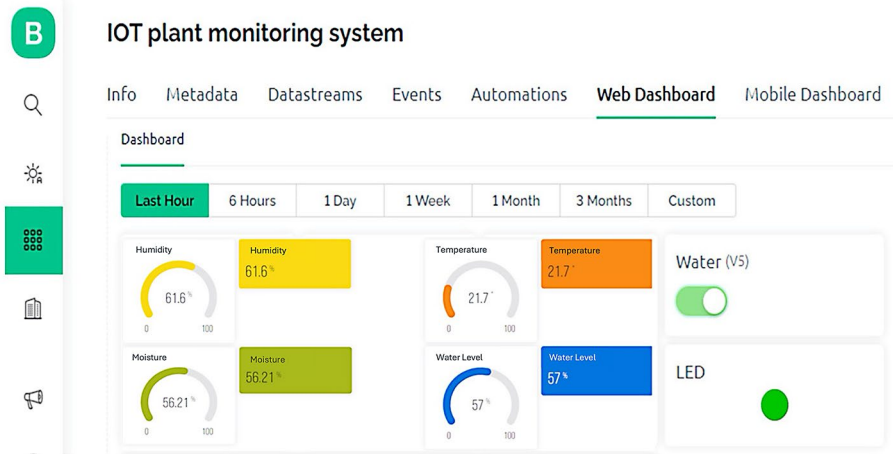 B
IOT plant monitoring system
Info Metadata Datastreams Events Automations Web Dashboard Mobile Dashboard
Dashboard
Last Hour 6 Hours 1 Day 1 Week 1 Month 3 Months Custom
Humidity
61.6 %
0 100
Humidity
61.6 %
Temperature
21.7 °
0 100
Temperature
21.7 °
Water (V5)
Moisture
56.21 %
0 100
Moisture
56.21 %
Water Level
57 %
0 100
Water Level
57 %
LED